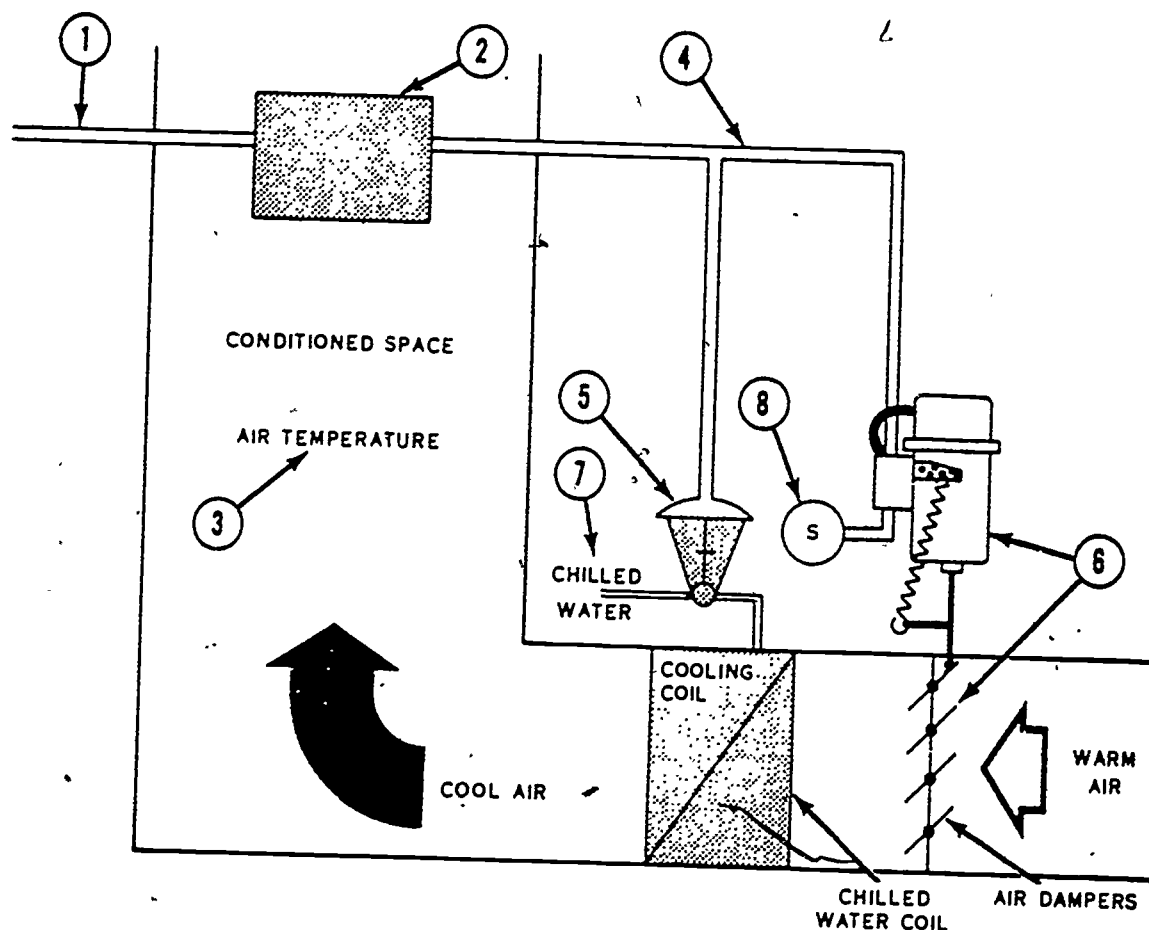 1
2
4
CONDITIONED SPACE
AIR TEMPERATURE
3
5
8
7
S
6
CHILLED
WATER
COOLING
COIL
COOL AIR
WARM
AIR
CHILLED
WATER COIL
AIR DAMPERS